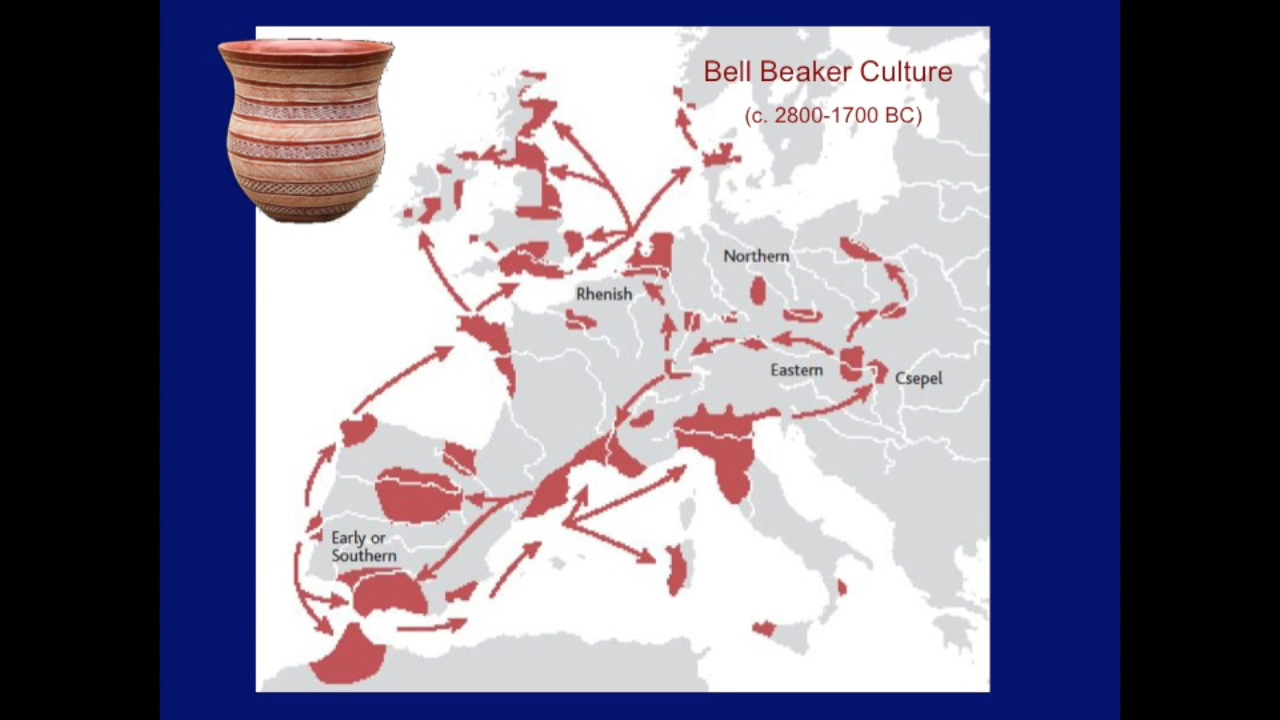 Bell Beaker Culture
(c. 2800-1700 BC)
Northern
Rhenish
Eastern
Csepel
Early or
Southern